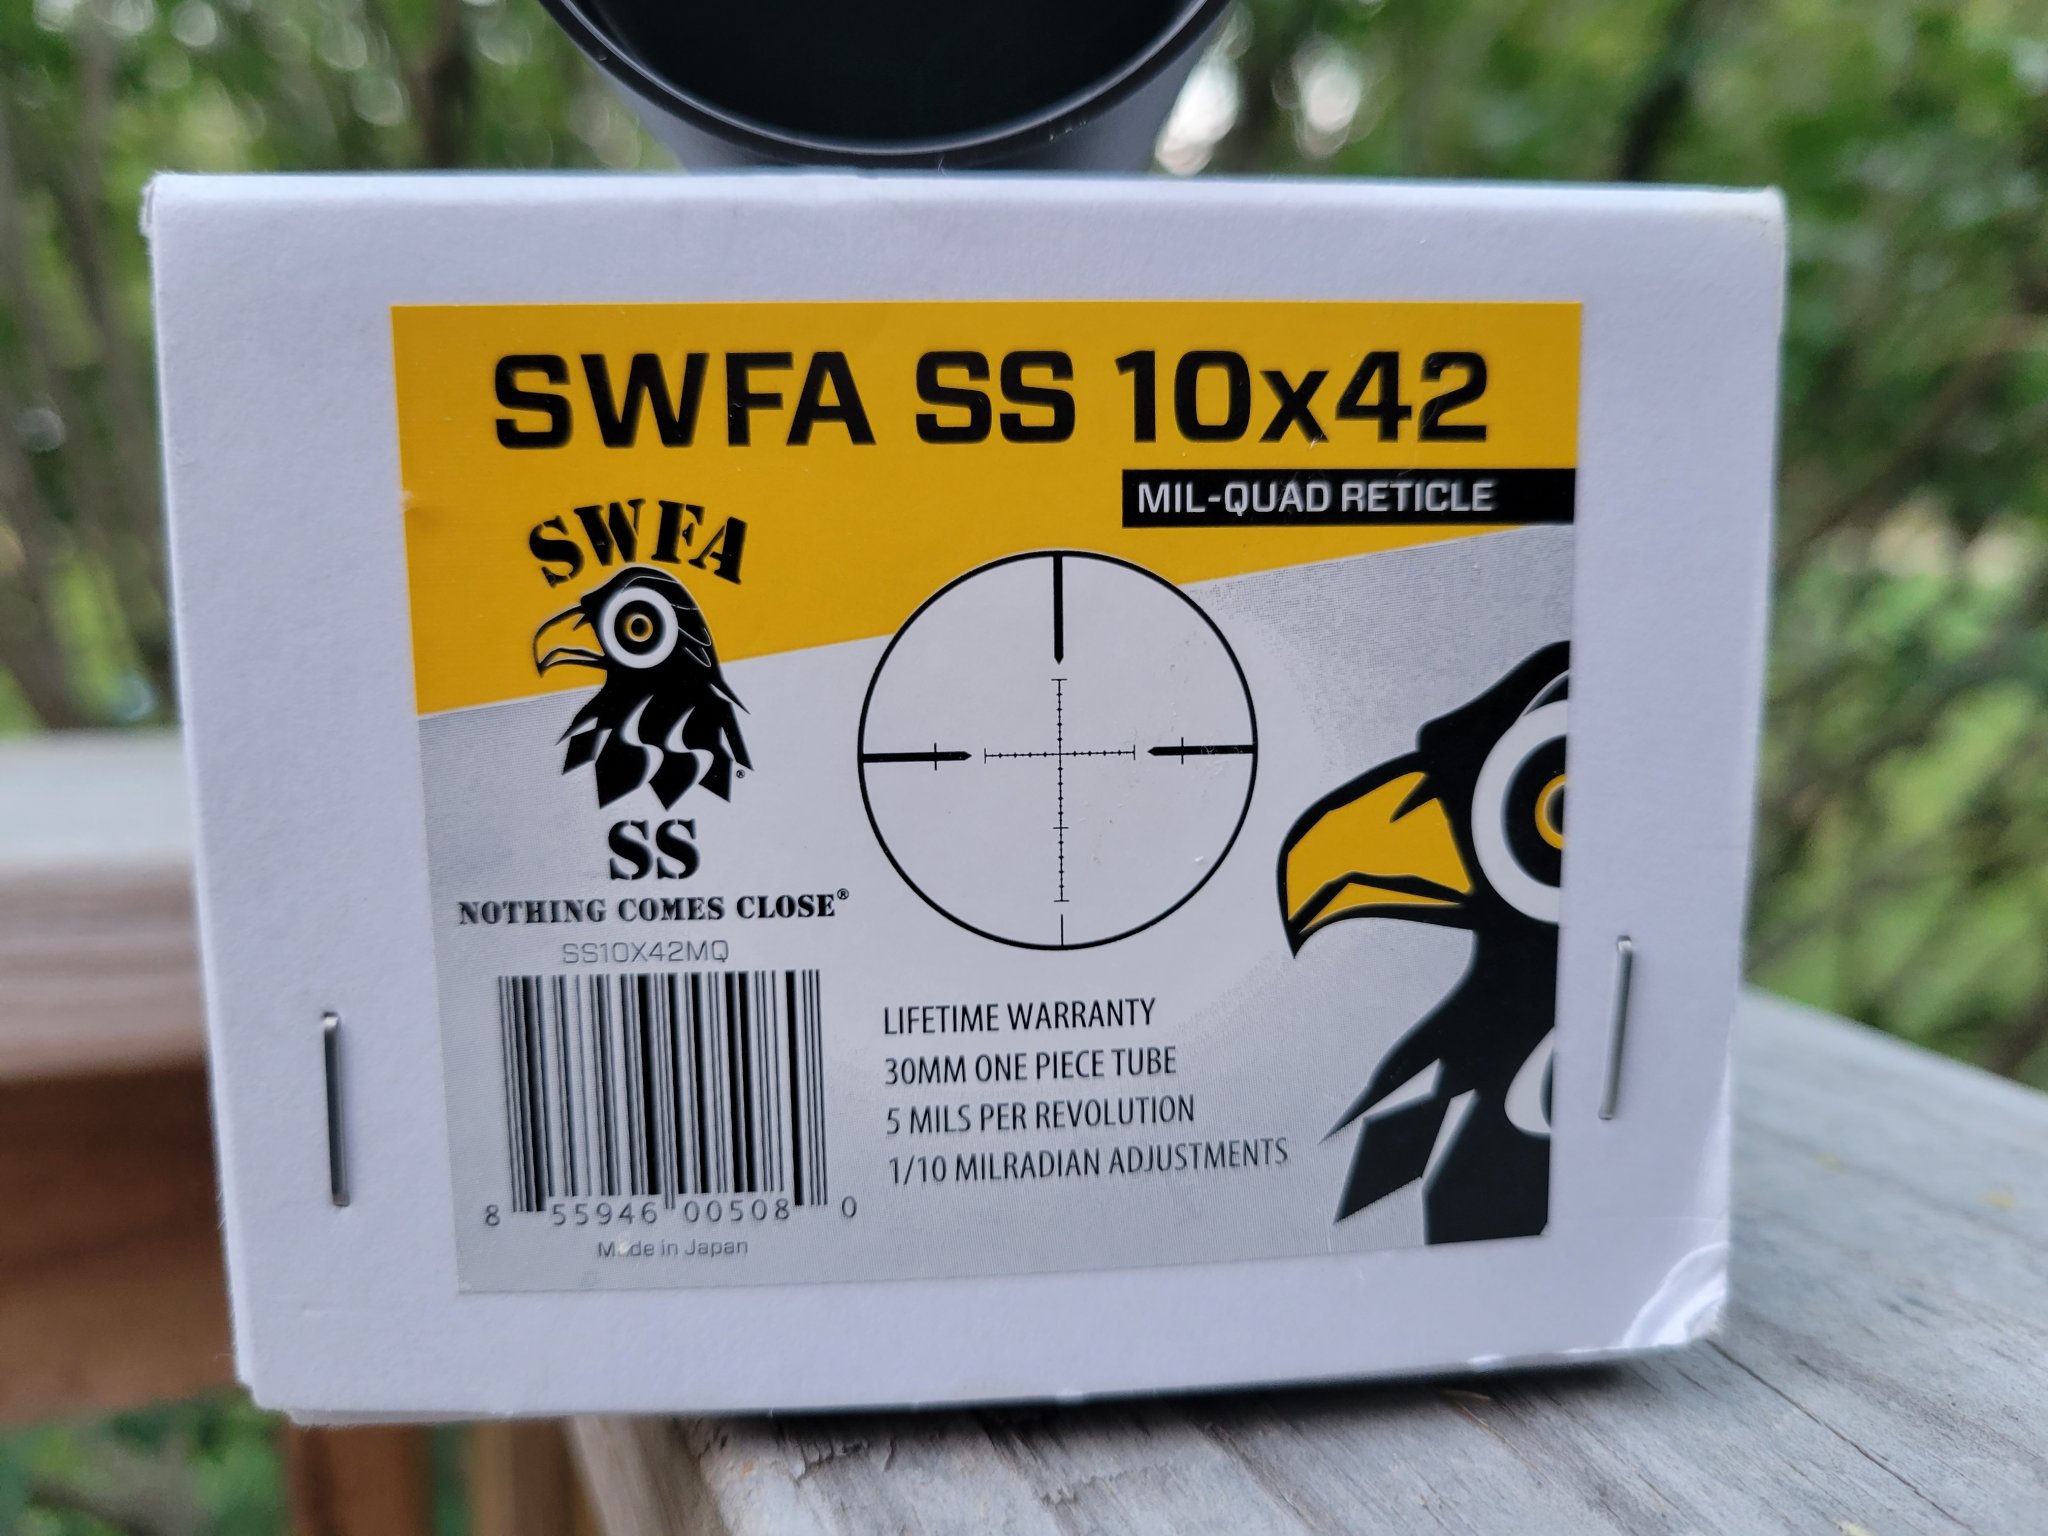 SWFA SS 10x42
MIL-QUAD RETICLE
SWFA
SS
®
SS
NOTHING COMES CLOSE®
SS10X42MQ
8 55946 00508 0
Made in Japan
LIFETIME WARRANTY
30MM ONE PIECE TUBE
5 MILS PER REVOLUTION
1/10 MILRADIAN ADJUSTMENTS